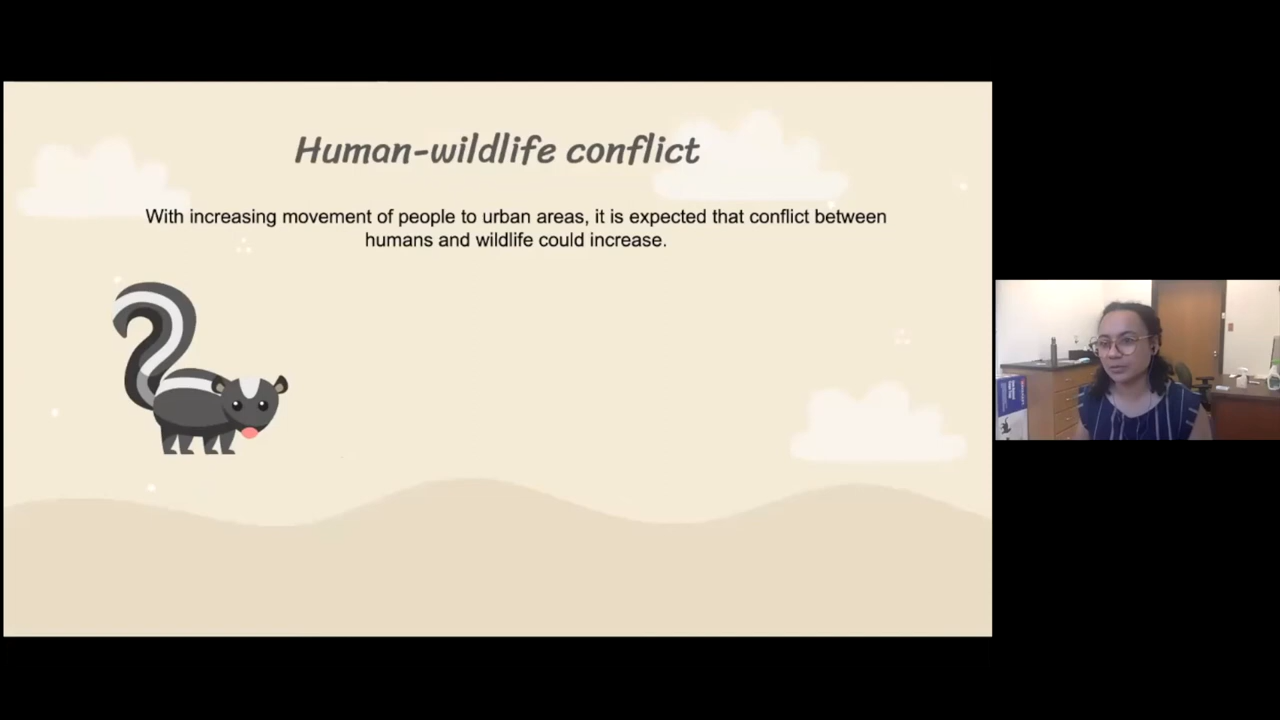 Human-wildlife conflict
With increasing movement of people to urban areas, it is expected that conflict between
humans and wildlife could increase.